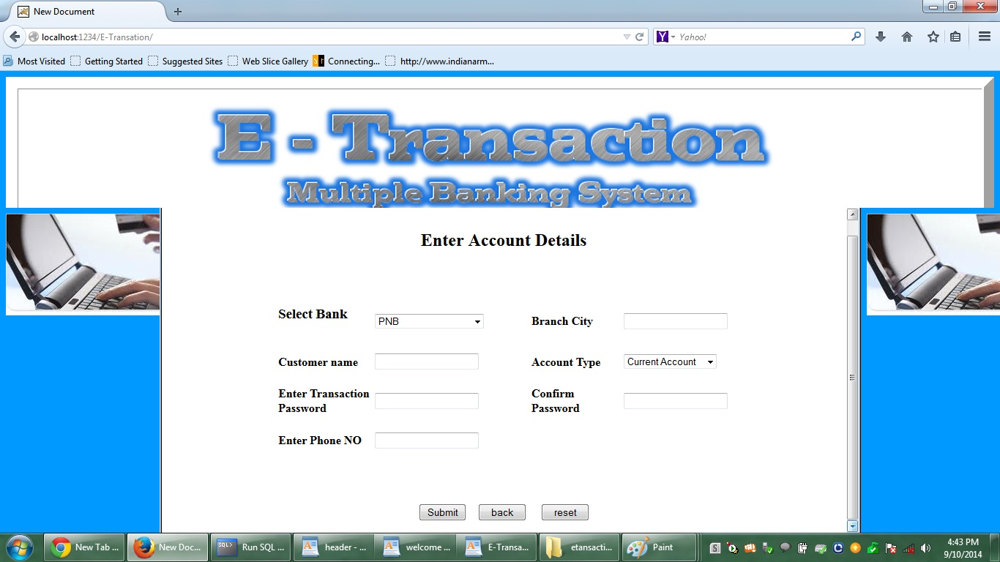 New Document
localhost:1234/E-Transation/
Yahoo!
Most Visited Getting Started Suggested Sites Web Slice Gallery Connecting... http://www.indianarm...
E - Transaction
Multiple Banking System
Enter Account Details
Select Bank PNB Branch City
Customer name Account Type Current Account
Enter Transaction Password Confirm Password
Enter Phone NO
Submit back reset
New Tab ... New Doc... Run SQL ... header - ... welcome ... E-Transa... etansacti... Paint
4:43 PM
9/10/2014